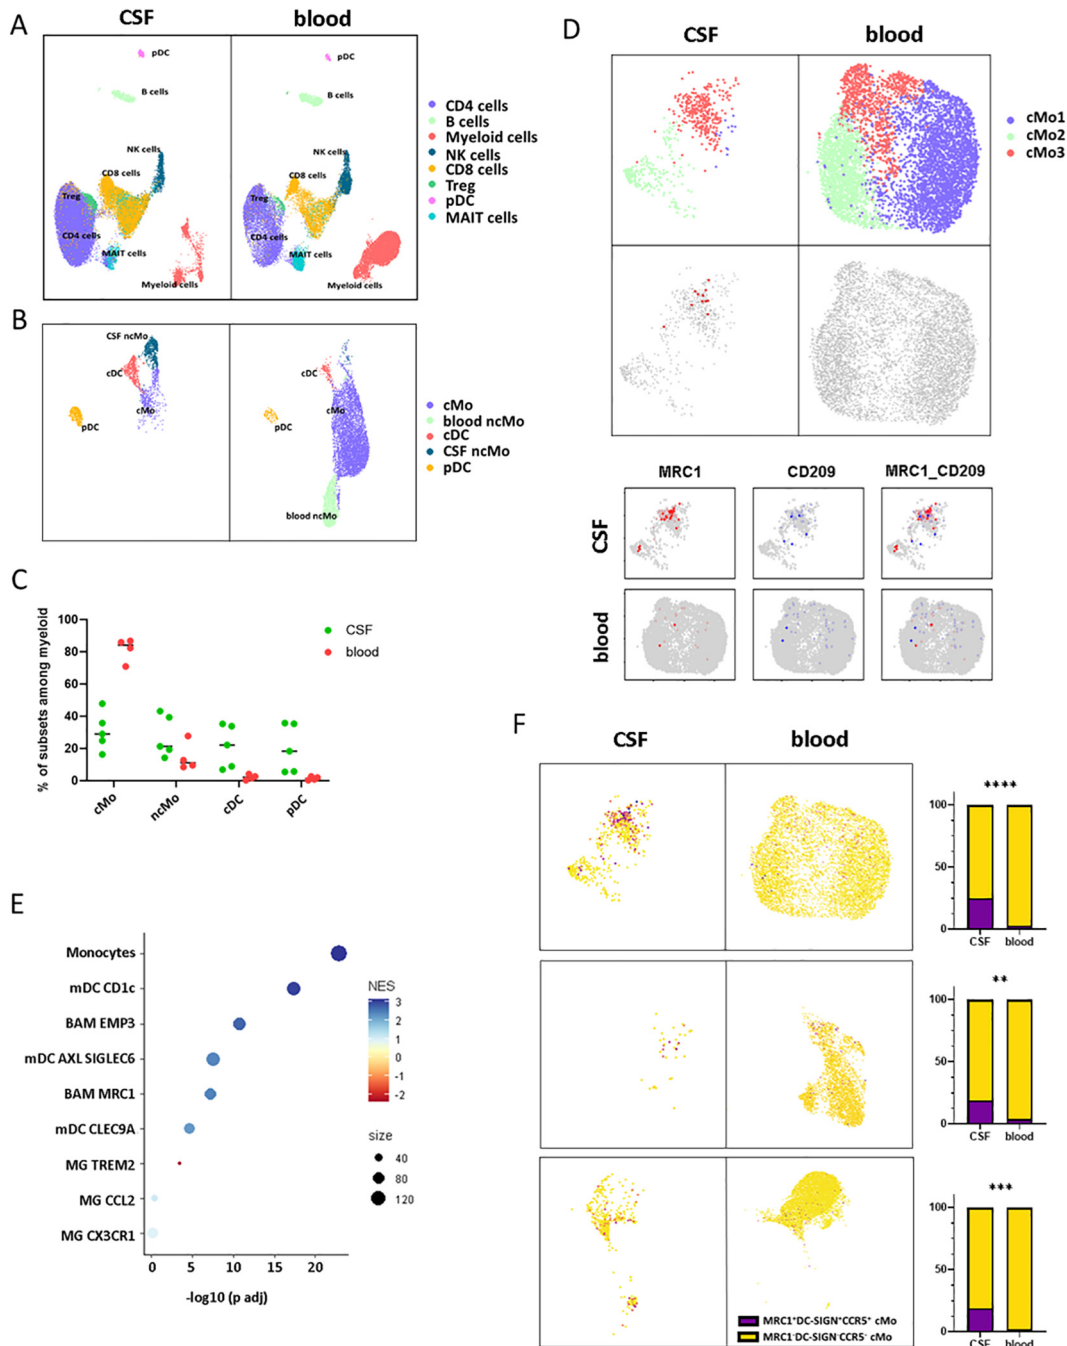 A
CSF
blood
pDC
B cells
NK cells
CD8 cells
Treg
CD4 cells
MAIT cells
Myeloid cells
pDC
B cells
NK cells
CD8 cells
Treg
CD4 cells
MAIT cells
Myeloid cells
CD4 cells
B cells
Myeloid cells
NK cells
CD8 cells
Treg
pDC
MAIT cells
B
CSF ncMo
cDC
cMo
pDC
cDC
cMo
pDC
blood ncMo
cMo
blood ncMo
cDC
CSF ncMo
pDC
C
% of subsets among myeloid
100
80
60
40
20
0
cMo
ncMo
cDC
pDC
CSF
blood
D
CSF
blood
cMo1
cMo2
cMo3
MRC1
CD209
MRC1_CD209
CSF
blood
E
Monocytes
mDC CD1c
BAM EMP3
mDC AXL SIGLEC6
BAM MRC1
mDC CLEC9A
MG TREM2
MG CCL2
MG CX3CR1
0
5
10
15
20
-log10 (p adj)
NES
3
2
1
0
-1
-2
size
40
80
120
F
CSF
blood
****
100
50
0
CSF
blood
**
100
50
0
CSF
blood
***
100
50
0
CSF
blood
MRC1⁺DC-SIGN⁺CCR5⁺ cMo
MRC1⁻DC-SIGN⁻CCR5⁻ cMo